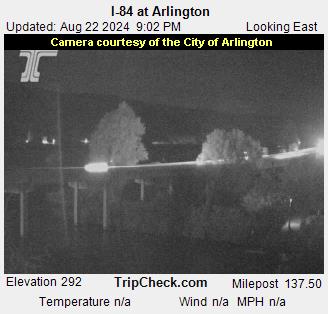 I-84 at Arlington
Updated: Aug 22 2024 9:02 PM Looking East
Camera courtesy of the City of Arlington
Elevation 292 TripCheck.com Milepost 137.50
Temperature n/a Wind n/a MPH n/a